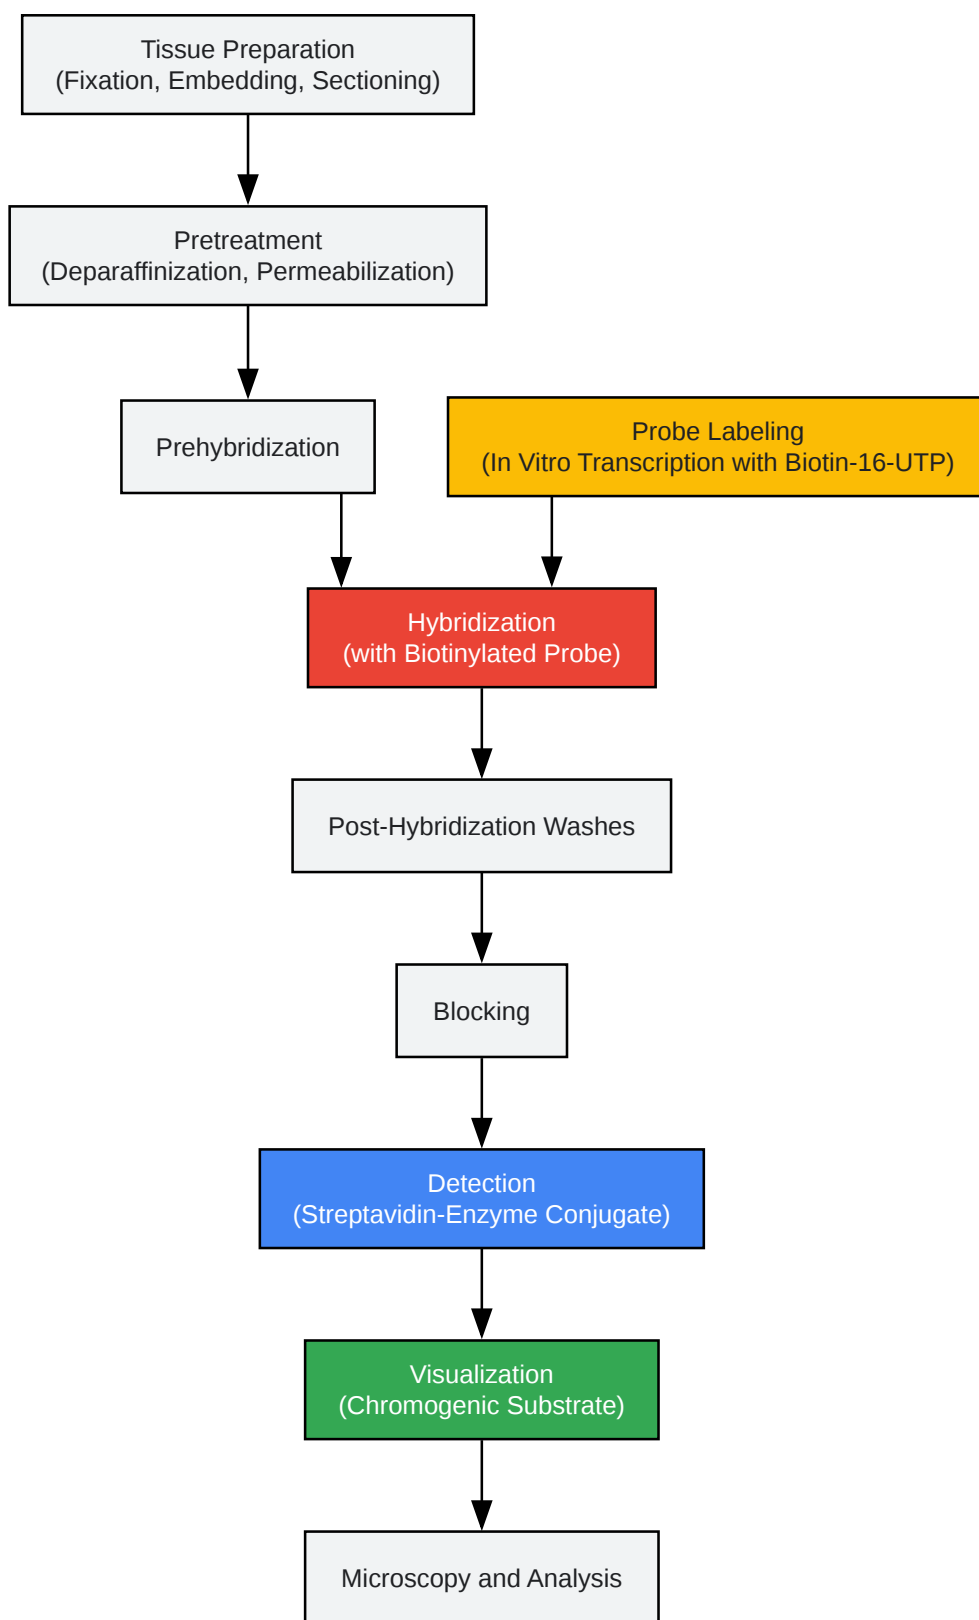 Tissue Preparation
(Fixation, Embedding, Sectioning)
Pretreatment
(Deparaffinization, Permeabilization)
Prehybridization
Probe Labeling
(In Vitro Transcription with Biotin-16-UTP)
Hybridization
(with Biotinylated Probe)
Post-Hybridization Washes
Blocking
Detection
(Streptavidin-Enzyme Conjugate)
Visualization
(Chromogenic Substrate)
Microscopy and Analysis